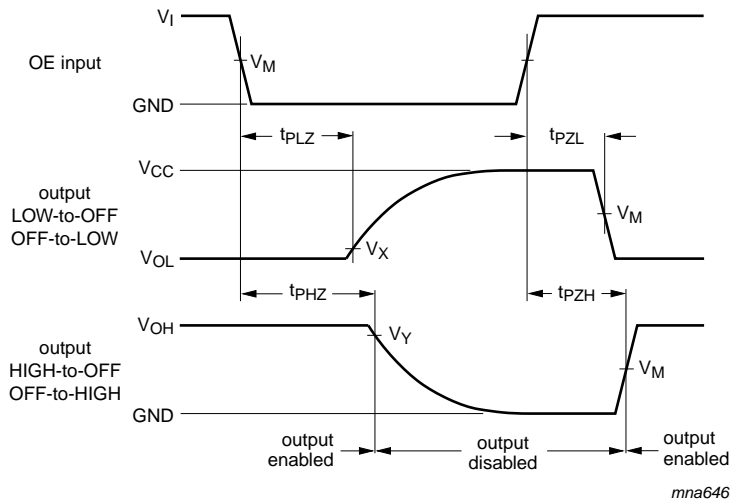 VI
OE input
VM
GND
tPLZ
tPZL
VCC
output
LOW-to-OFF
OFF-to-LOW
VM
VX
VOL
tPHZ
tPZH
VOH
VY
output
HIGH-to-OFF
OFF-to-HIGH
VM
GND
output
enabled
output
disabled
output
enabled
mna646